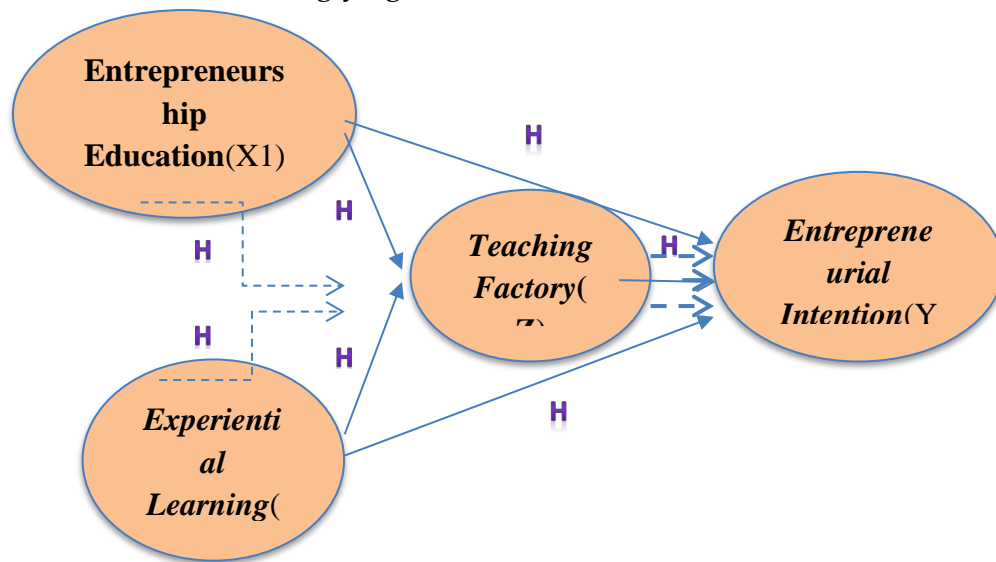 Entrepreneurs
hip
Education(X1)
H
H
H
H
H
H
H
Teaching
Factory(
Z)
Entreprene
urial
Intention(Y
Experienti
al
Learning(